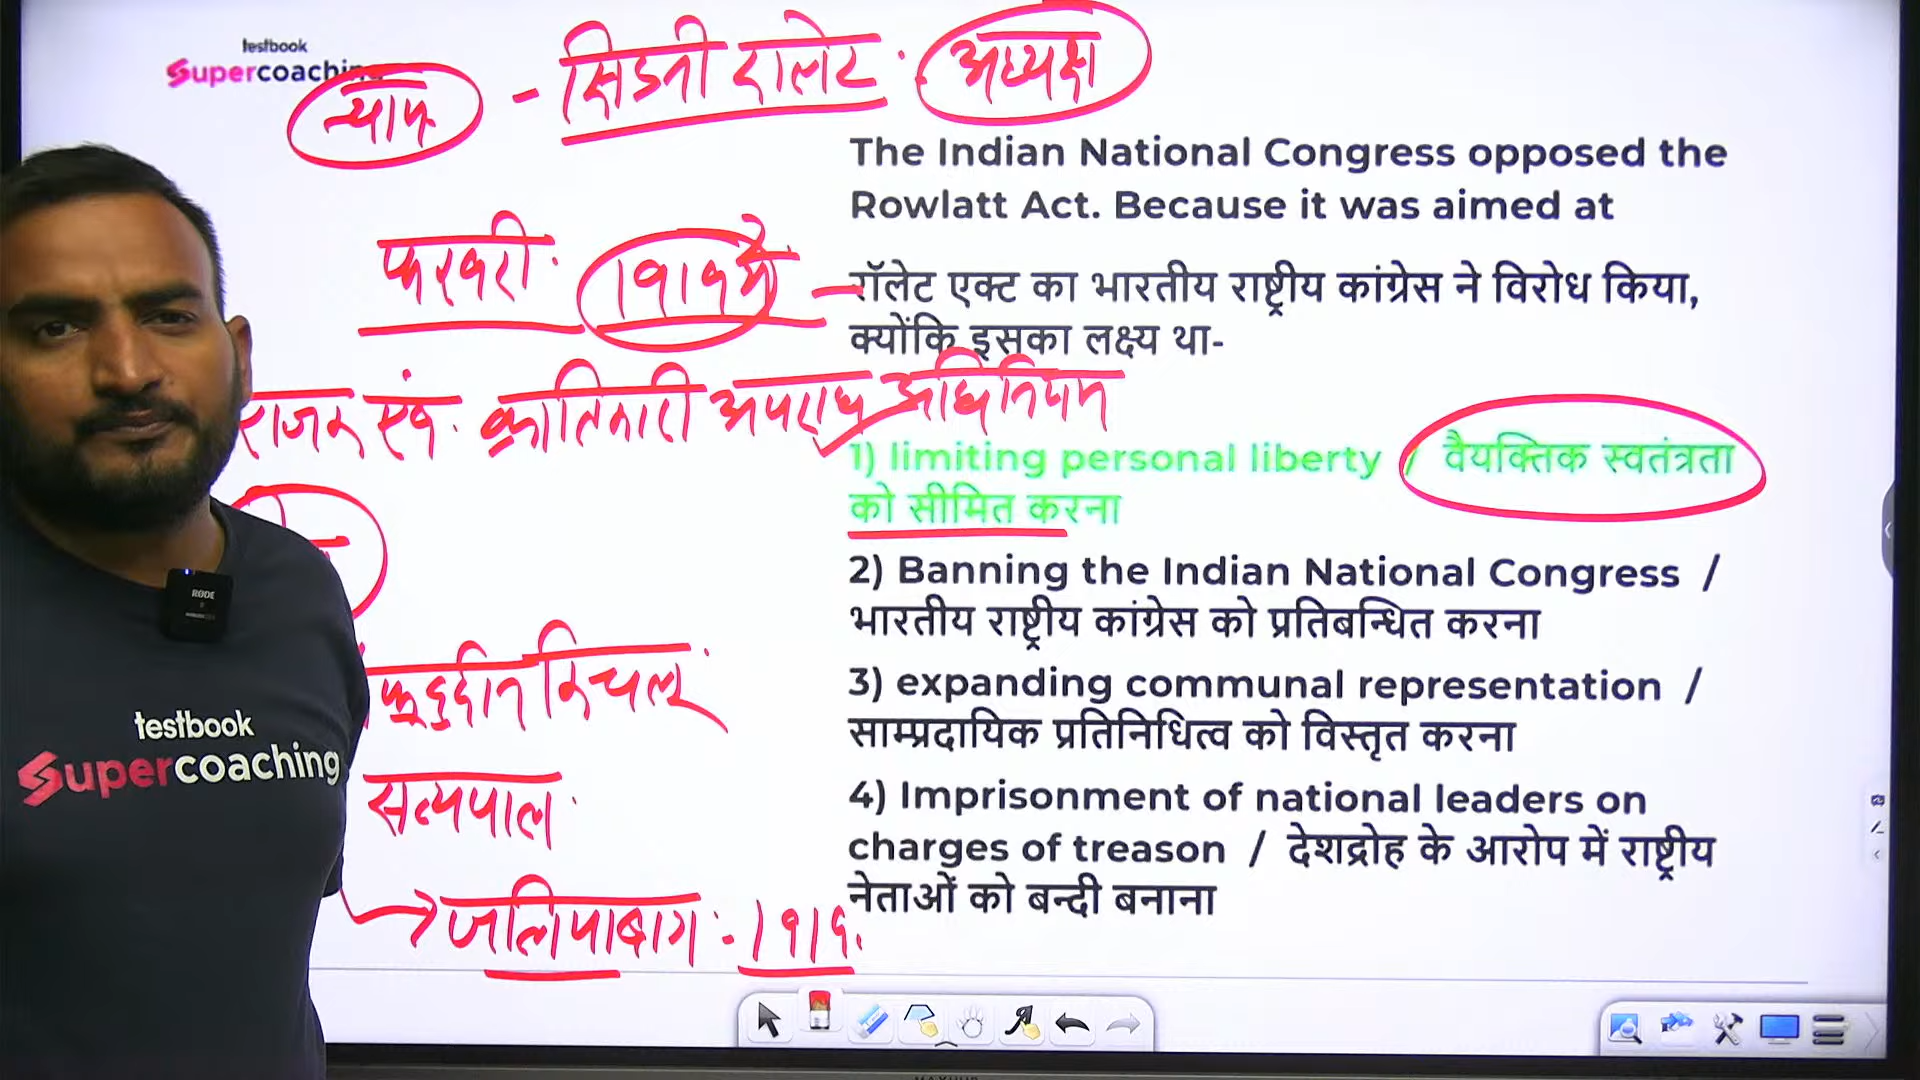 testbook
Supercoaching
न्याय - सिडनी रालेट. अध्यक्ष
The Indian National Congress opposed the
Rowlatt Act. Because it was aimed at
फरवरी. 1919 में -
रॉलेट एक्ट का भारतीय राष्ट्रीय कांग्रेस ने विरोध किया,
क्योंकि इसका लक्ष्य था-
क्रांतिकारी अपराध अधिनियम
1) limiting personal liberty / वैयक्तिक स्वतंत्रता
को सीमित करना
2) Banning the Indian National Congress /
भारतीय राष्ट्रीय कांग्रेस को प्रतिबन्धित करना
3) expanding communal representation /
साम्प्रदायिक प्रतिनिधित्व को विस्तृत करना
4) Imprisonment of national leaders on
charges of treason / देशद्रोह के आरोप में राष्ट्रीय
नेताओं को बन्दी बनाना
किचलू
सत्यपाल
जलियाबाग :- 1919.
RØDE
testbook
Supercoaching